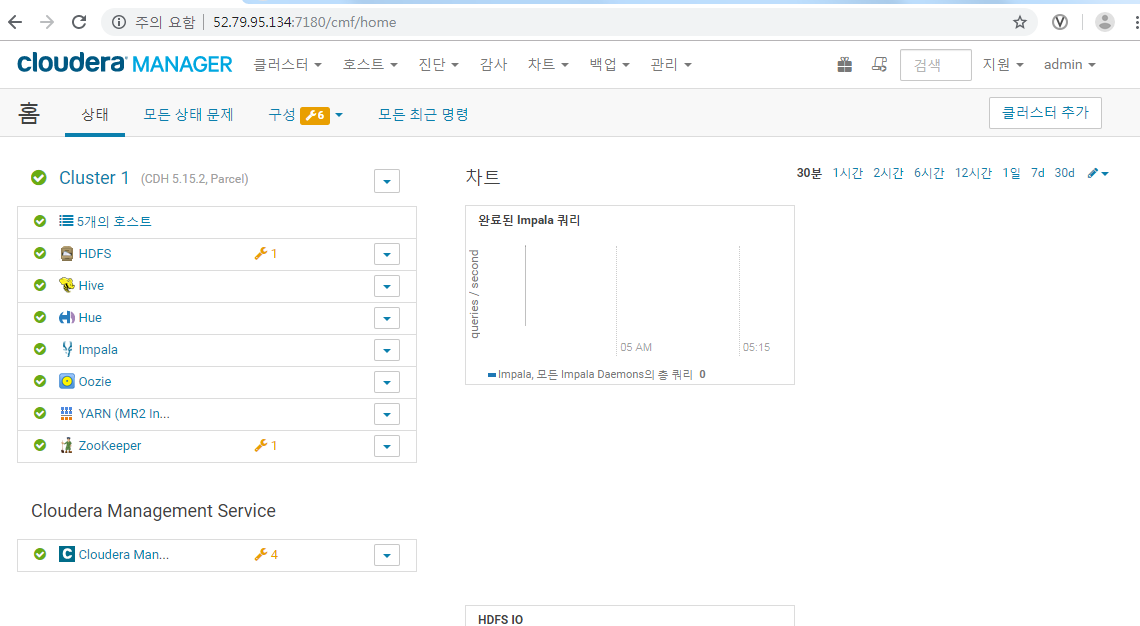 주의 요함 52.79.95.134:7180/cmf/home
cloudera MANAGER 클러스터 호스트 진단 감사 차트 백업 관리 검색 지원 admin
홈 상태 모든 상태 문제 구성 6 모든 최근 명령 클러스터 추가
Cluster 1 (CDH 5.15.2, Parcel)
5개의 호스트
HDFS 1
Hive
Hue
Impala
Oozie
YARN (MR2 In...
ZooKeeper 1
Cloudera Management Service
C Cloudera Man... 4
차트 30분 1시간 2시간 6시간 12시간 1일 7d 30d
완료된 Impala 쿼리
queries / second
05 AM 05:15
Impala, 모든 Impala Daemons의 총 쿼리 0
HDFS IO